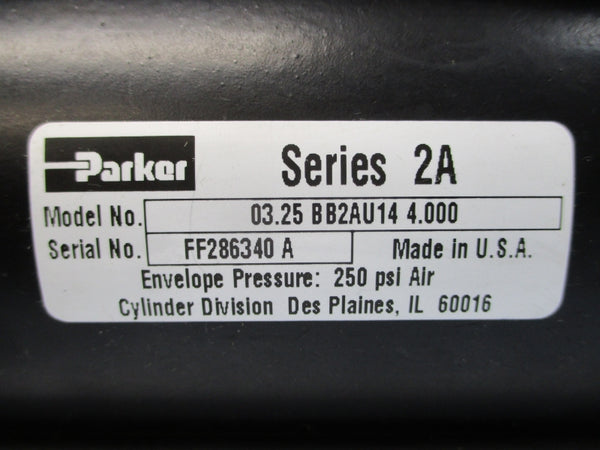 Parker Series 2A
Model No. 03.25 BB2AU14 4.000
Serial No. FF286340 A Made in U.S.A.
Envelope Pressure: 250 psi Air
Cylinder Division Des Plaines, IL 60016